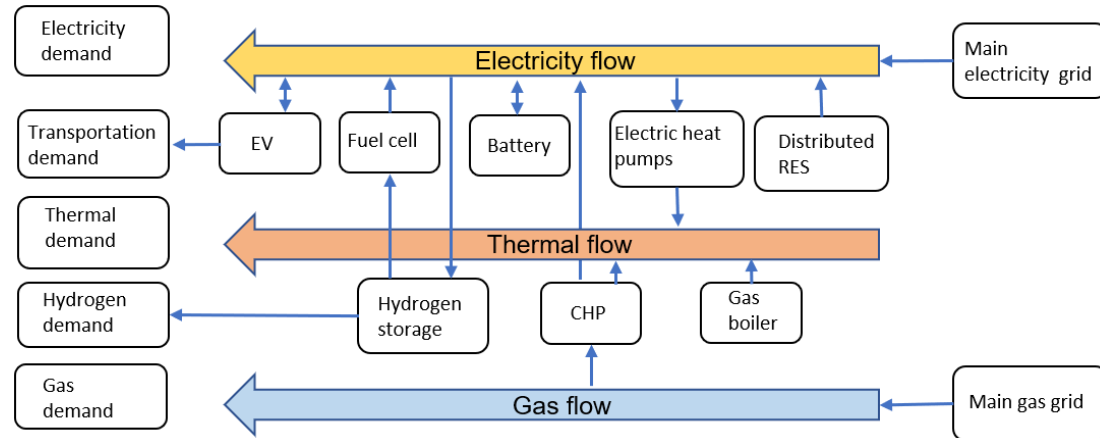 Electricity
demand
Electricity flow
Main
electricity grid
Transportation
demand
EV
Fuel cell
Battery
Electric heat
pumps
Distributed
RES
Thermal
demand
Thermal flow
Hydrogen
demand
Hydrogen
storage
CHP
Gas
boiler
Gas
demand
Gas flow
Main gas grid